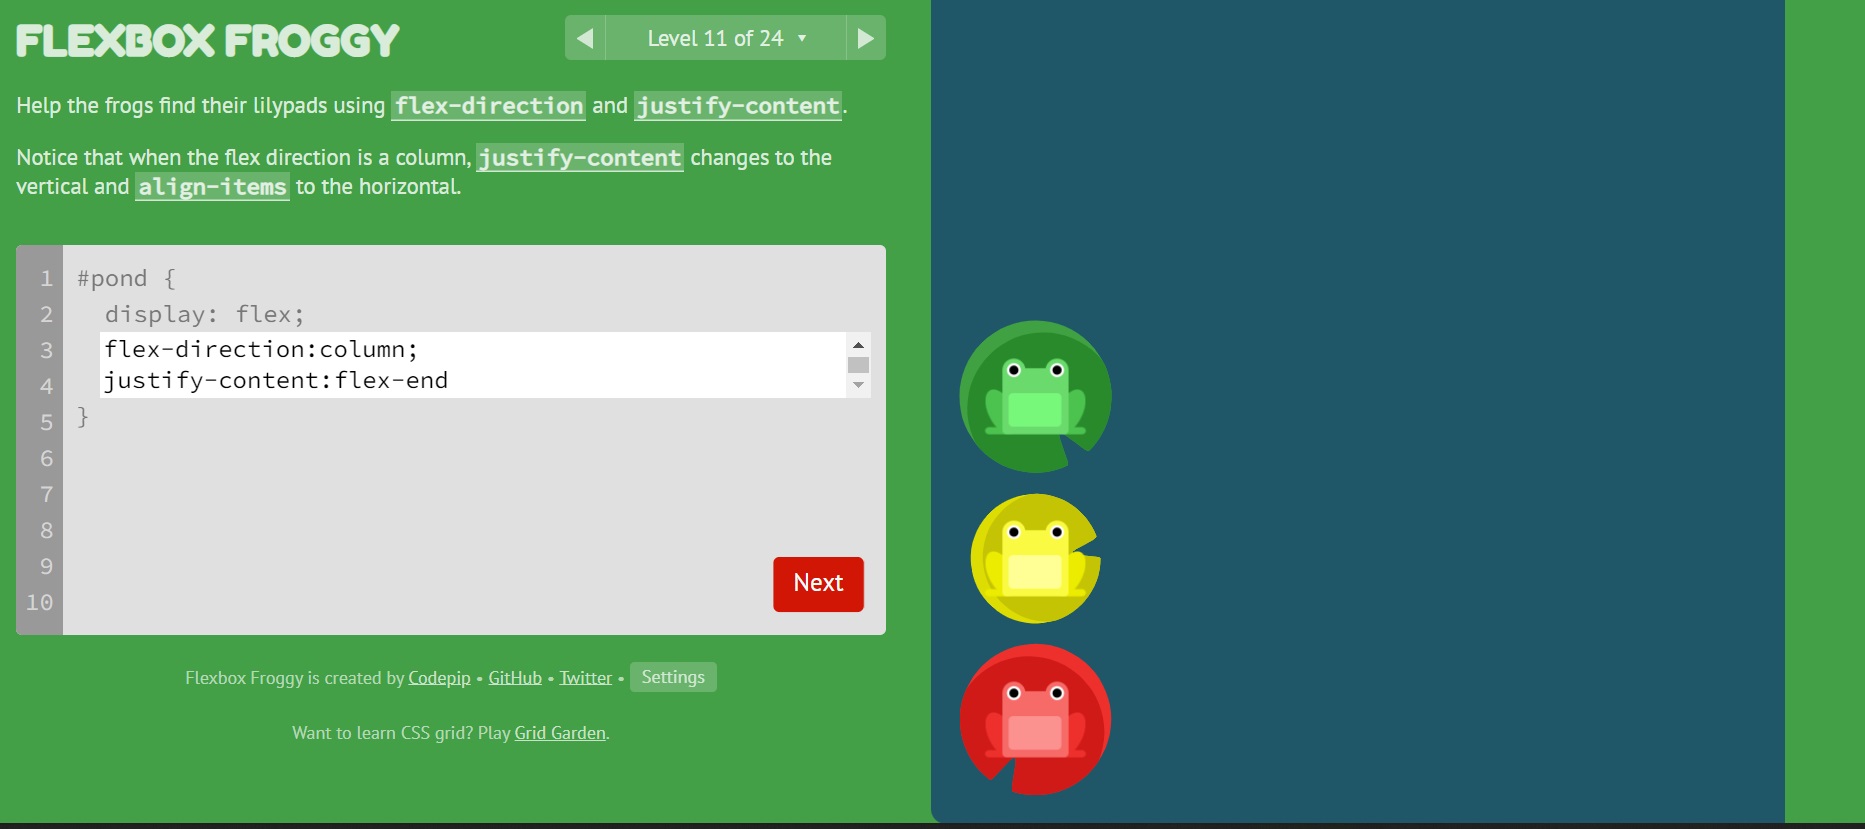 FLEXBOX FROGGY
Level 11 of 24
Help the frogs find their lilypads using flex-direction and justify-content.
Notice that when the flex direction is a column, justify-content changes to the
vertical and align-items to the horizontal.
1 #pond {
2 display: flex;
3 flex-direction:column;
4 justify-content:flex-end
5 }
6
7
8
9
10
Next
Flexbox Froggy is created by Codepip • GitHub • Twitter • Settings
Want to learn CSS grid? Play Grid Garden.